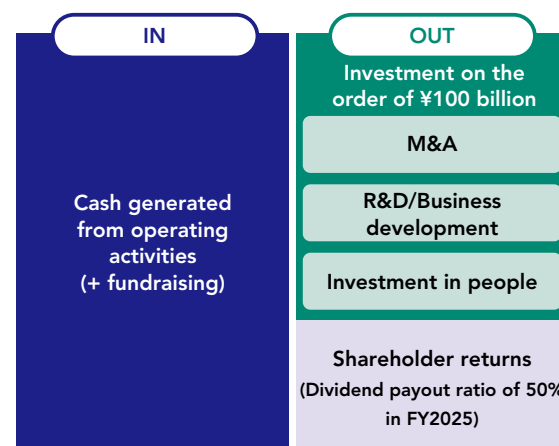 IN
Cash generated
from operating
activities
(+ fundraising)
OUT
Investment on the
order of ¥100 billion
M&A
R&D/Business
development
Investment in people
Shareholder returns
(Dividend payout ratio of 50%
in FY2025)